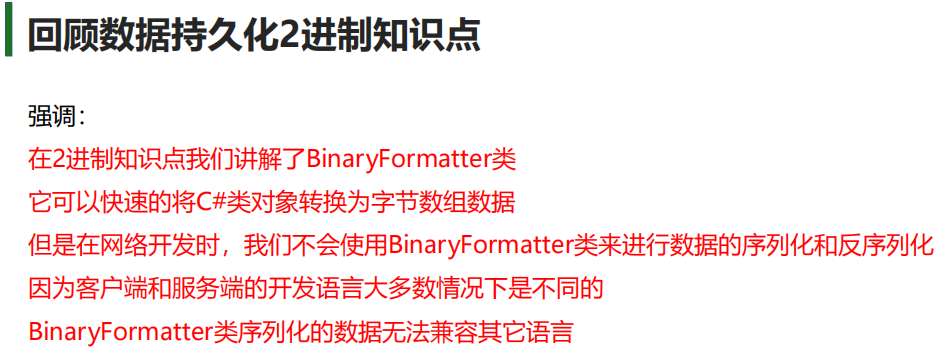 回顾数据持久化2进制知识点
强调：
在2进制知识点我们讲解了BinaryFormatter类
它可以快速的将C#类对象转换为字节数组数据
但是在网络开发时，我们不会使用BinaryFormatter类来进行数据的序列化和反序列化
因为客户端和服务端的开发语言大多数情况下是不同的
BinaryFormatter类序列化的数据无法兼容其它语言